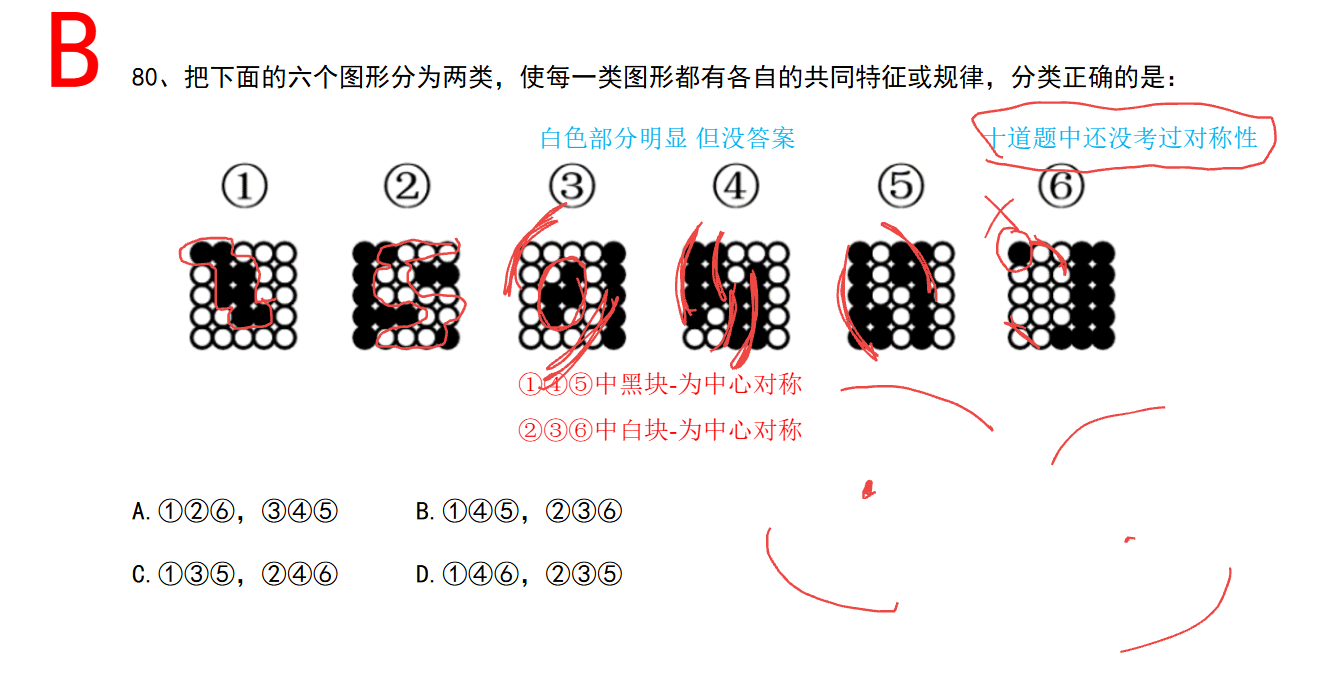 B
80、把下面的六个图形分为两类，使每一类图形都有各自的共同特征或规律，分类正确的是：
白色部分明显 但没答案
十道题中还没考过对称性
① ② ③ ④ ⑤ ⑥
①④⑤中黑块-为中心对称
②③⑥中白块-为中心对称
A.①②⑥，③④⑤ B.①④⑤，②③⑥
C.①③⑤，②④⑥ D.①④⑥，②③⑤